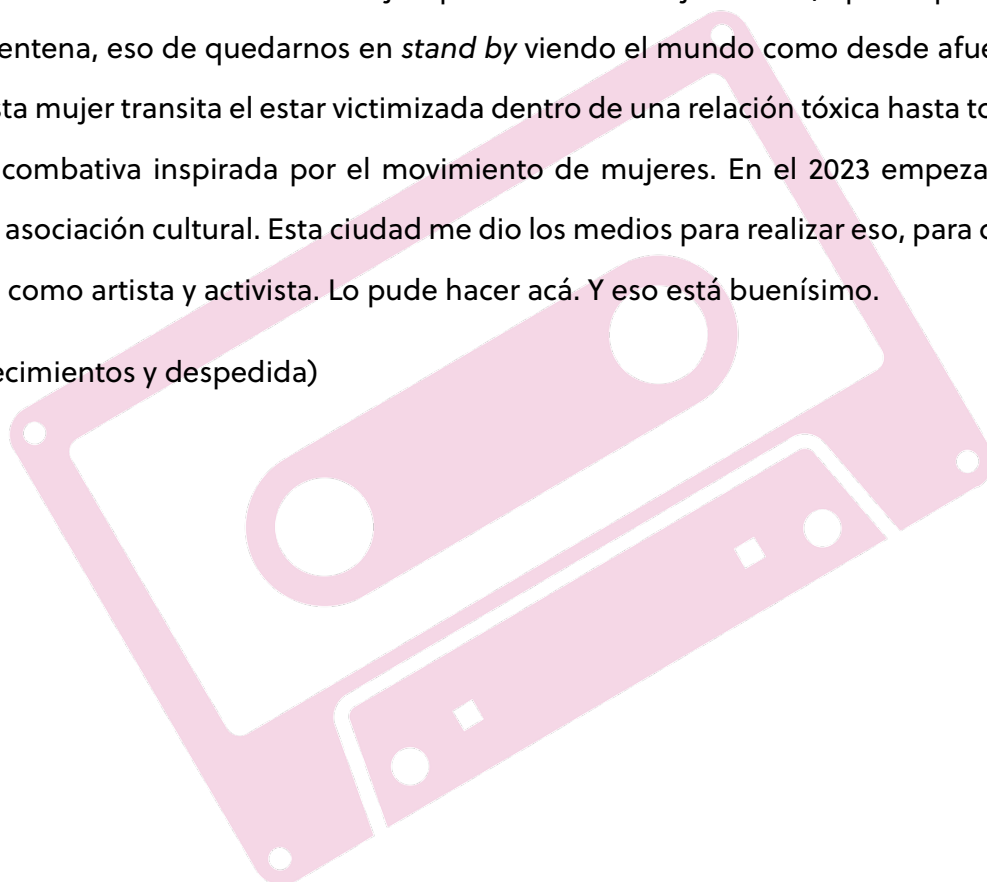 entena, eso de quedarnos en stand by viendo el mundo como desde afue
sta mujer transita el estar victimizada dentro de una relación tóxica hasta to
combativa inspirada por el movimiento de mujeres. En el 2023 empeza
asociación cultural. Esta ciudad me dio los medios para realizar eso, para
como artista y activista. Lo pude hacer acá. Y eso está buenísimo.
ecimientos y despedida)